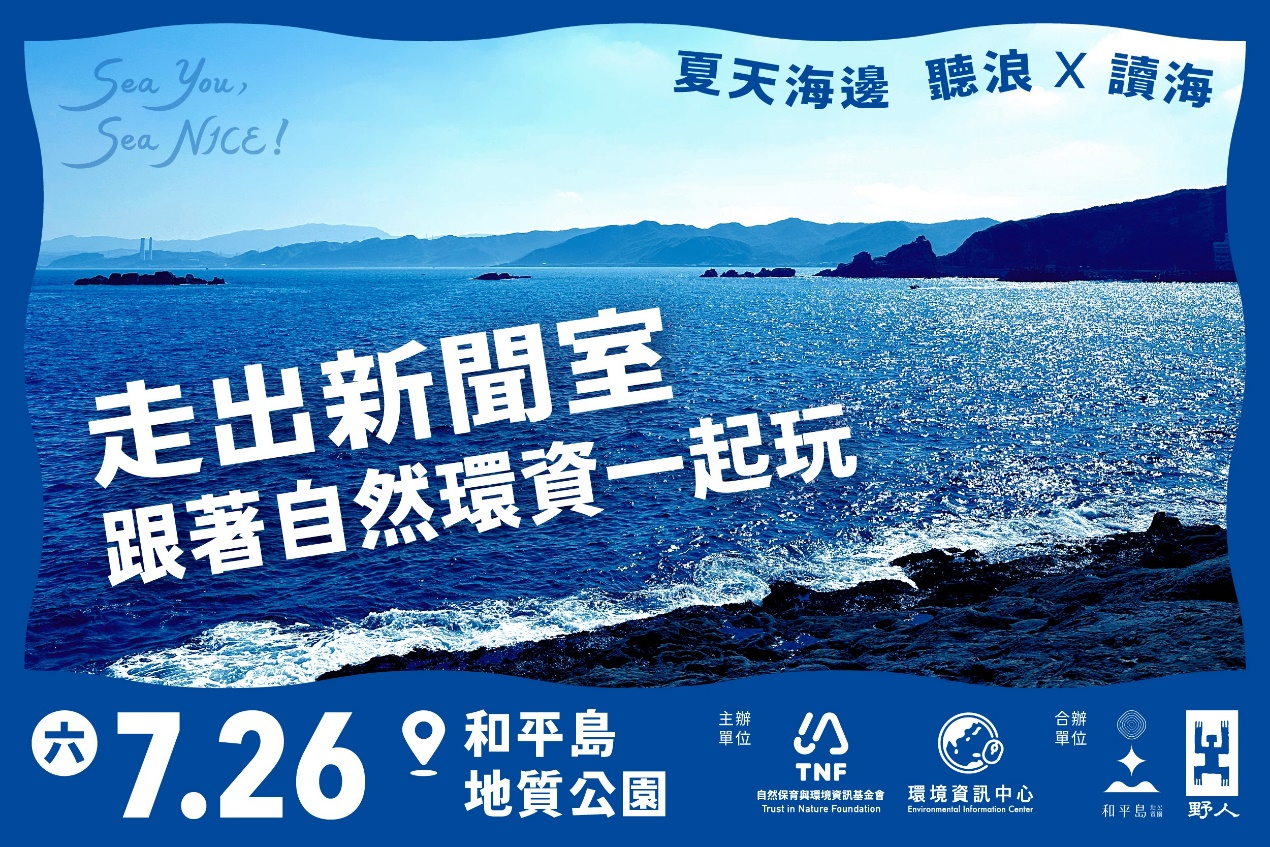 Sea You,
Sea NICE!
夏天海邊 聽浪 X 讀海
走出新聞室
跟著自然環資一起玩
六 7.26
和平島
地質公園
主辦
單位
TNF
自然保育與環境資訊基金會
Trust in Nature Foundation
環境資訊中心
Environmental Information Center
合辦
單位
和平島
野人